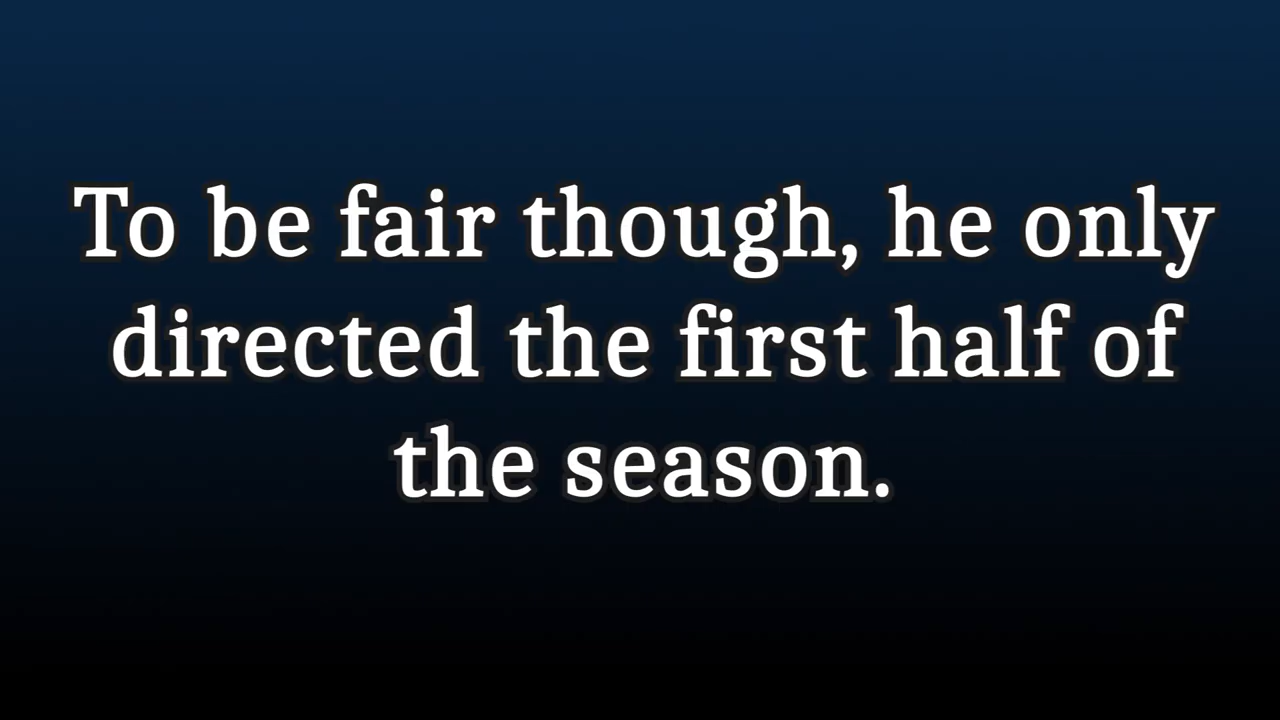 To be fair though, he only
directed the first half of
the season.